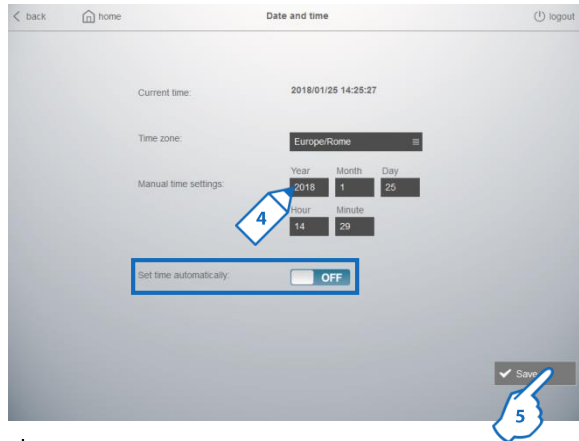 back home Date and time logout
Current time: 2018/01/25 14:25:27
Time zone: Europe/Rome
Year Month Day
Manual time settings: 2018 1 25
4
Hour Minute
14 29
Set time automatically: OFF
Save
5